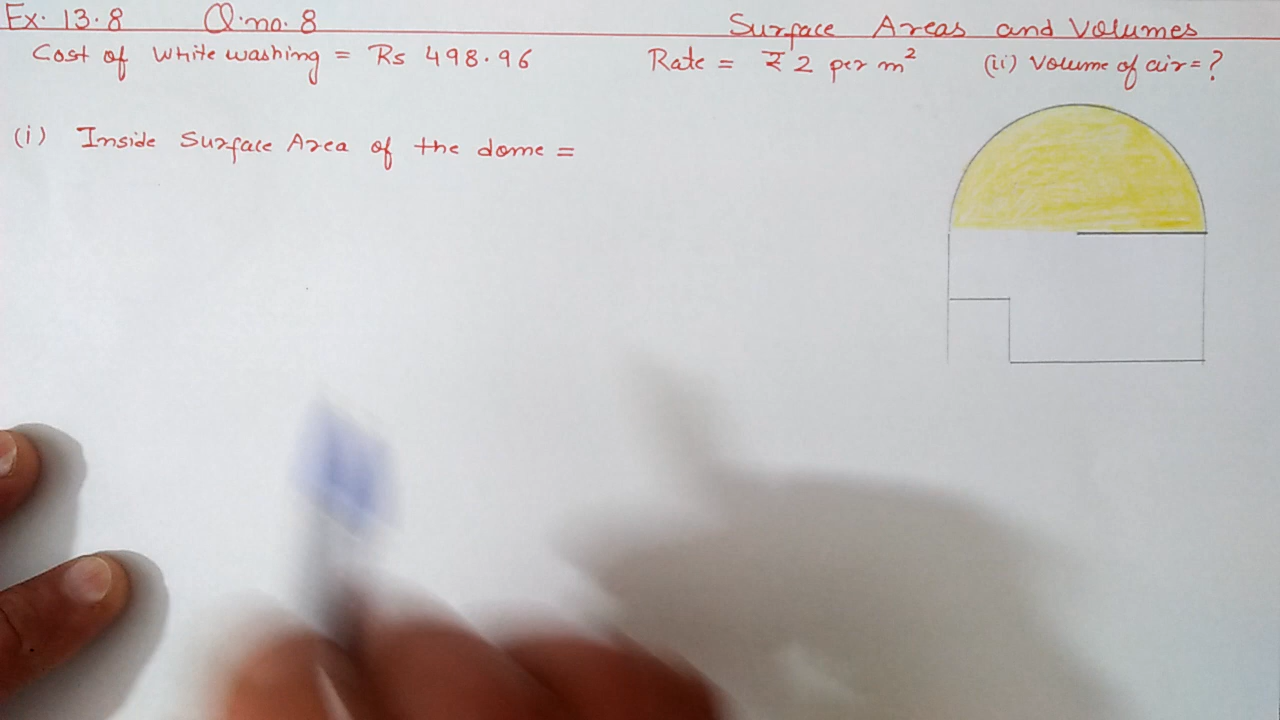 Ex. 13.8 Q.no. 8 Surface Areas and Volumes
Cost of white washing = Rs 498.96 Rate = ₹ 2 per m² (ii) Volume of air = ?
(i) Inside Surface Area of the dome =